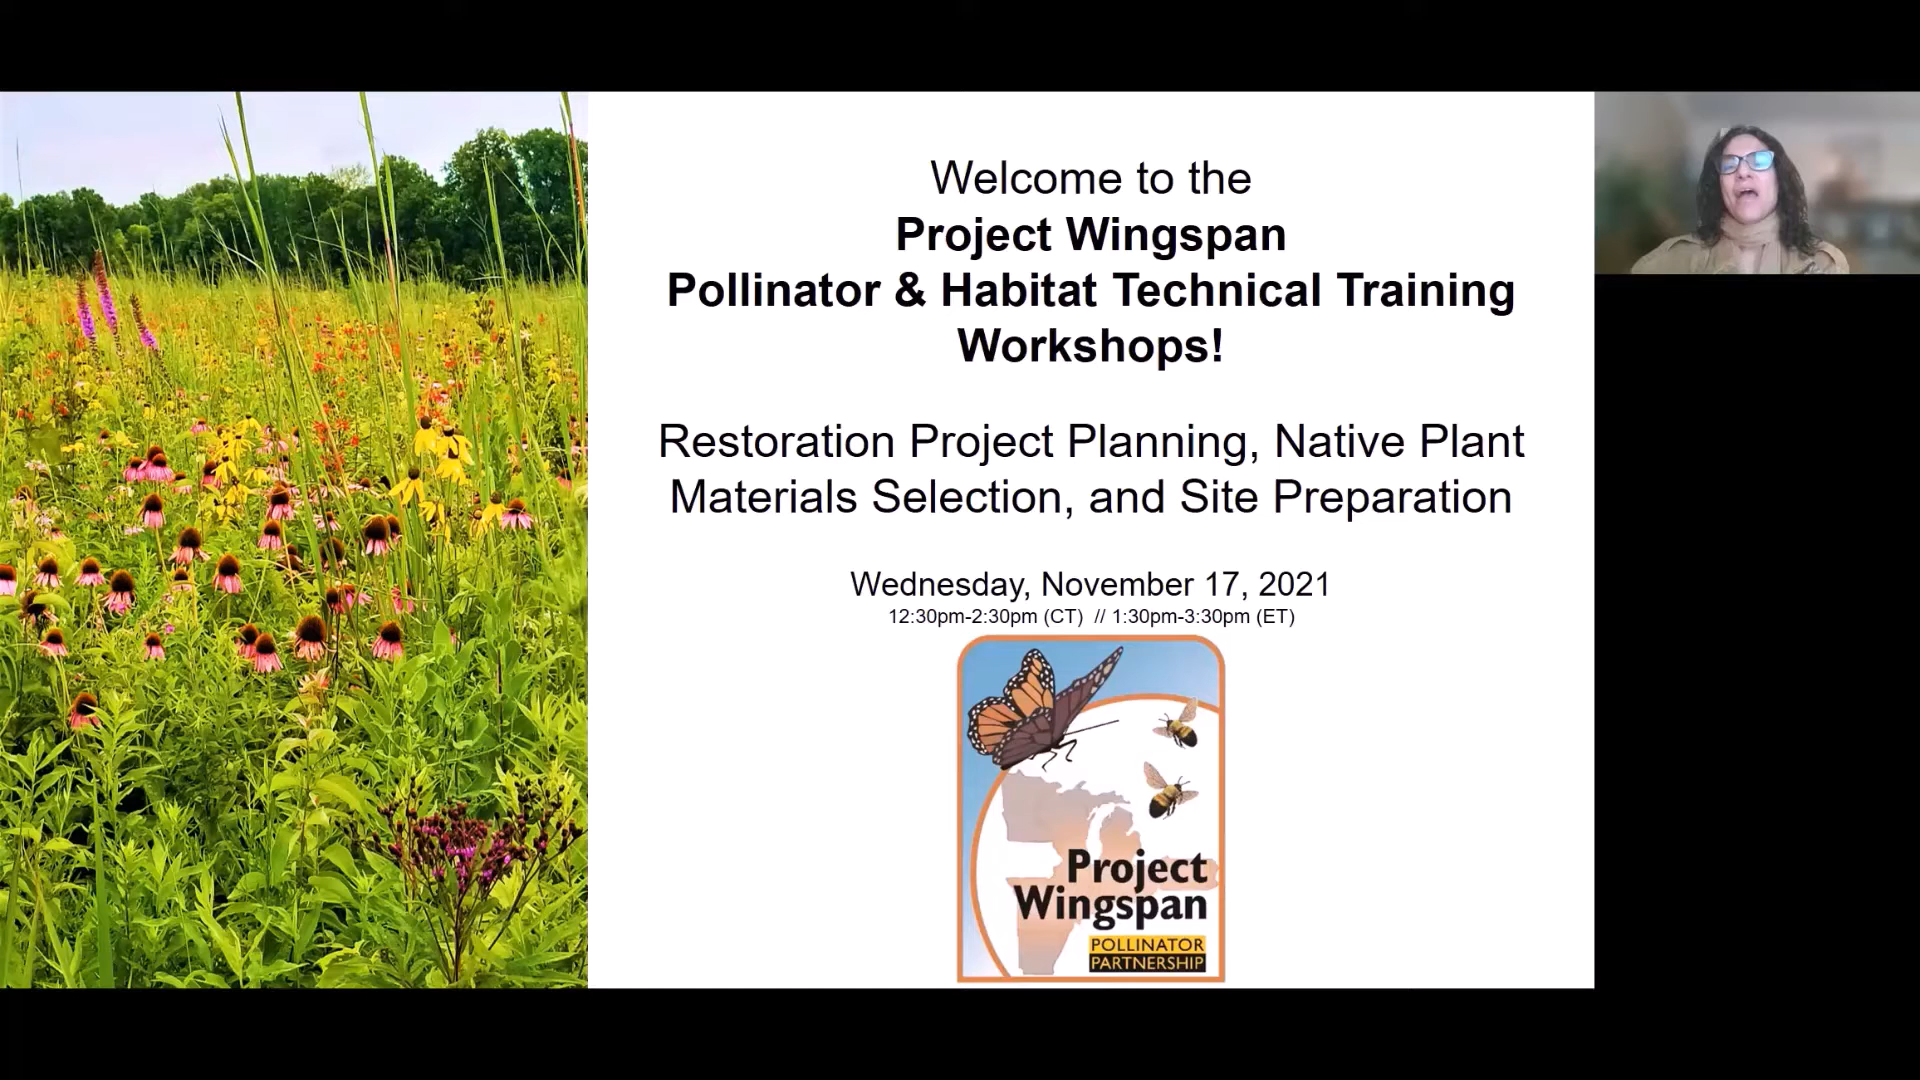 Welcome to the
Project Wingspan
Pollinator & Habitat Technical Training
Workshops!
Restoration Project Planning, Native Plant
Materials Selection, and Site Preparation
Wednesday, November 17, 2021
12:30pm-2:30pm (CT) // 1:30pm-3:30pm (ET)
Project
Wingspan
POLLINATOR
PARTNERSHIP